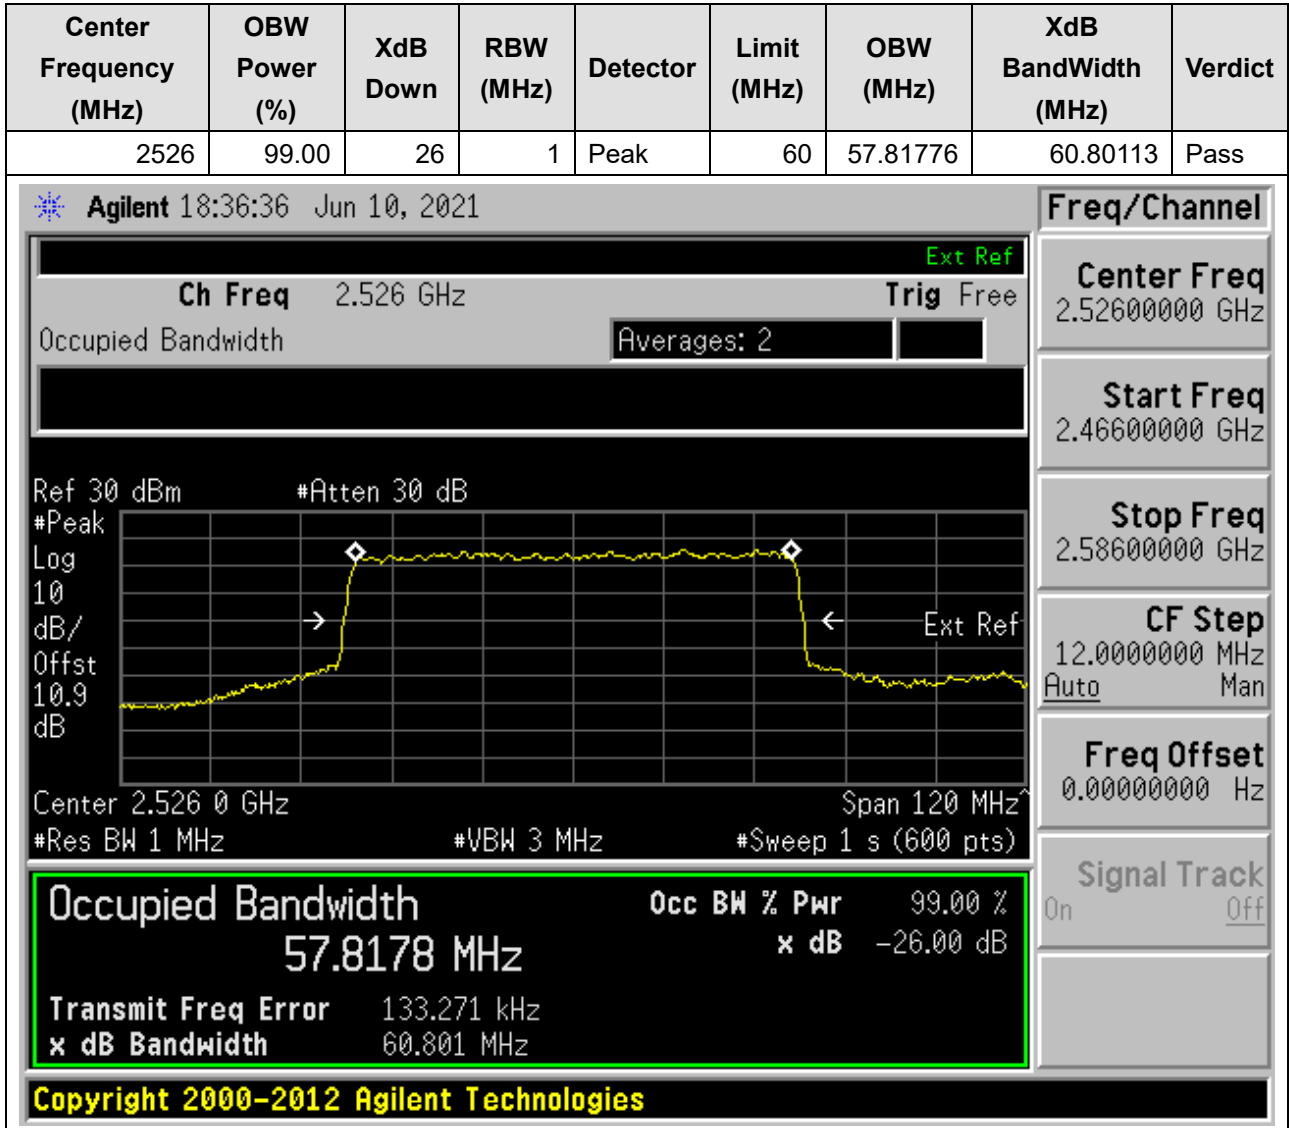 Center Frequency (MHz) OBW Power (%) XdB Down RBW (MHz) Detector Limit (MHz) OBW (MHz) XdB BandWidth (MHz) Verdict
2526 99.00 26 1 Peak 60 57.81776 60.80113 Pass
Agilent 18:36:36 Jun 10, 2021
Freq/Channel
Ext Ref
Ch Freq 2.526 GHz Trig Free
Occupied Bandwidth Averages: 2
Center Freq
2.52600000 GHz
Start Freq
2.46600000 GHz
Stop Freq
2.58600000 GHz
CF Step
12.0000000 MHz
Auto Man
Freq Offset
0.00000000 Hz
Signal Track
On Off
Ref 30 dBm #Atten 30 dB
#Peak
Log
10
dB/
Offst
10.9
dB
Ext Ref
Center 2.526 0 GHz Span 120 MHz^
#Res BW 1 MHz #VBW 3 MHz #Sweep 1 s (600 pts)
Occupied Bandwidth Occ BW % Pwr 99.00 %
57.8178 MHz x dB -26.00 dB
Transmit Freq Error 133.271 kHz
x dB Bandwidth 60.801 MHz
Copyright 2000-2012 Agilent Technologies